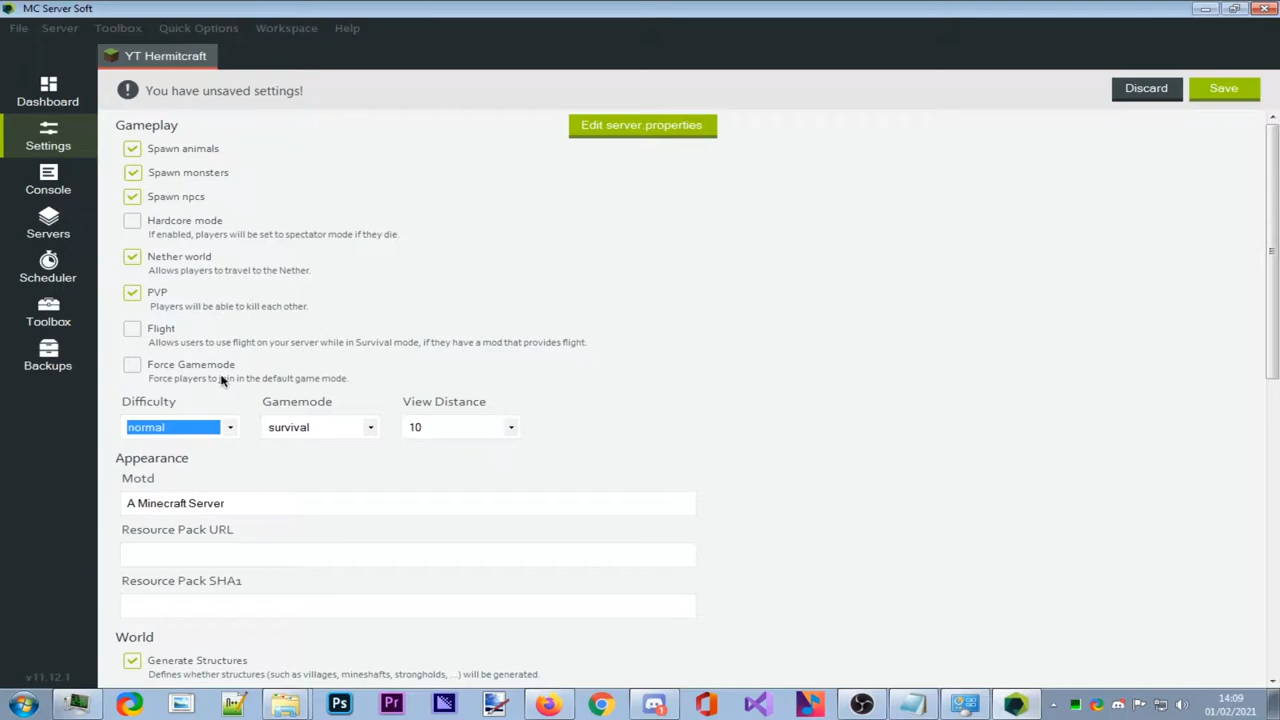 MC Server Soft
File Server Toolbox Quick Options Workspace Help
YT Hermitcraft
Dashboard
Settings
Console
Servers
Scheduler
Toolbox
Backups
v11.12.1
You have unsaved settings!
Discard
Save
Gameplay
Edit server properties
Spawn animals
Spawn monsters
Spawn npcs
Hardcore mode
If enabled, players will be set to spectator mode if they die.
Nether world
Allows players to travel to the Nether.
PVP
Players will be able to kill each other.
Flight
Allows users to use flight on your server while in Survival mode, if they have a mod that provides flight.
Force Gamemode
Force players to join in the default game mode.
Difficulty Gamemode View Distance
normal survival 10
Appearance
Motd
A Minecraft Server
Resource Pack URL
Resource Pack SHA1
World
Generate Structures
Defines whether structures (such as villages, mineshafts, strongholds, ...) will be generated.
Ps
Pr
14:09
01/02/2021